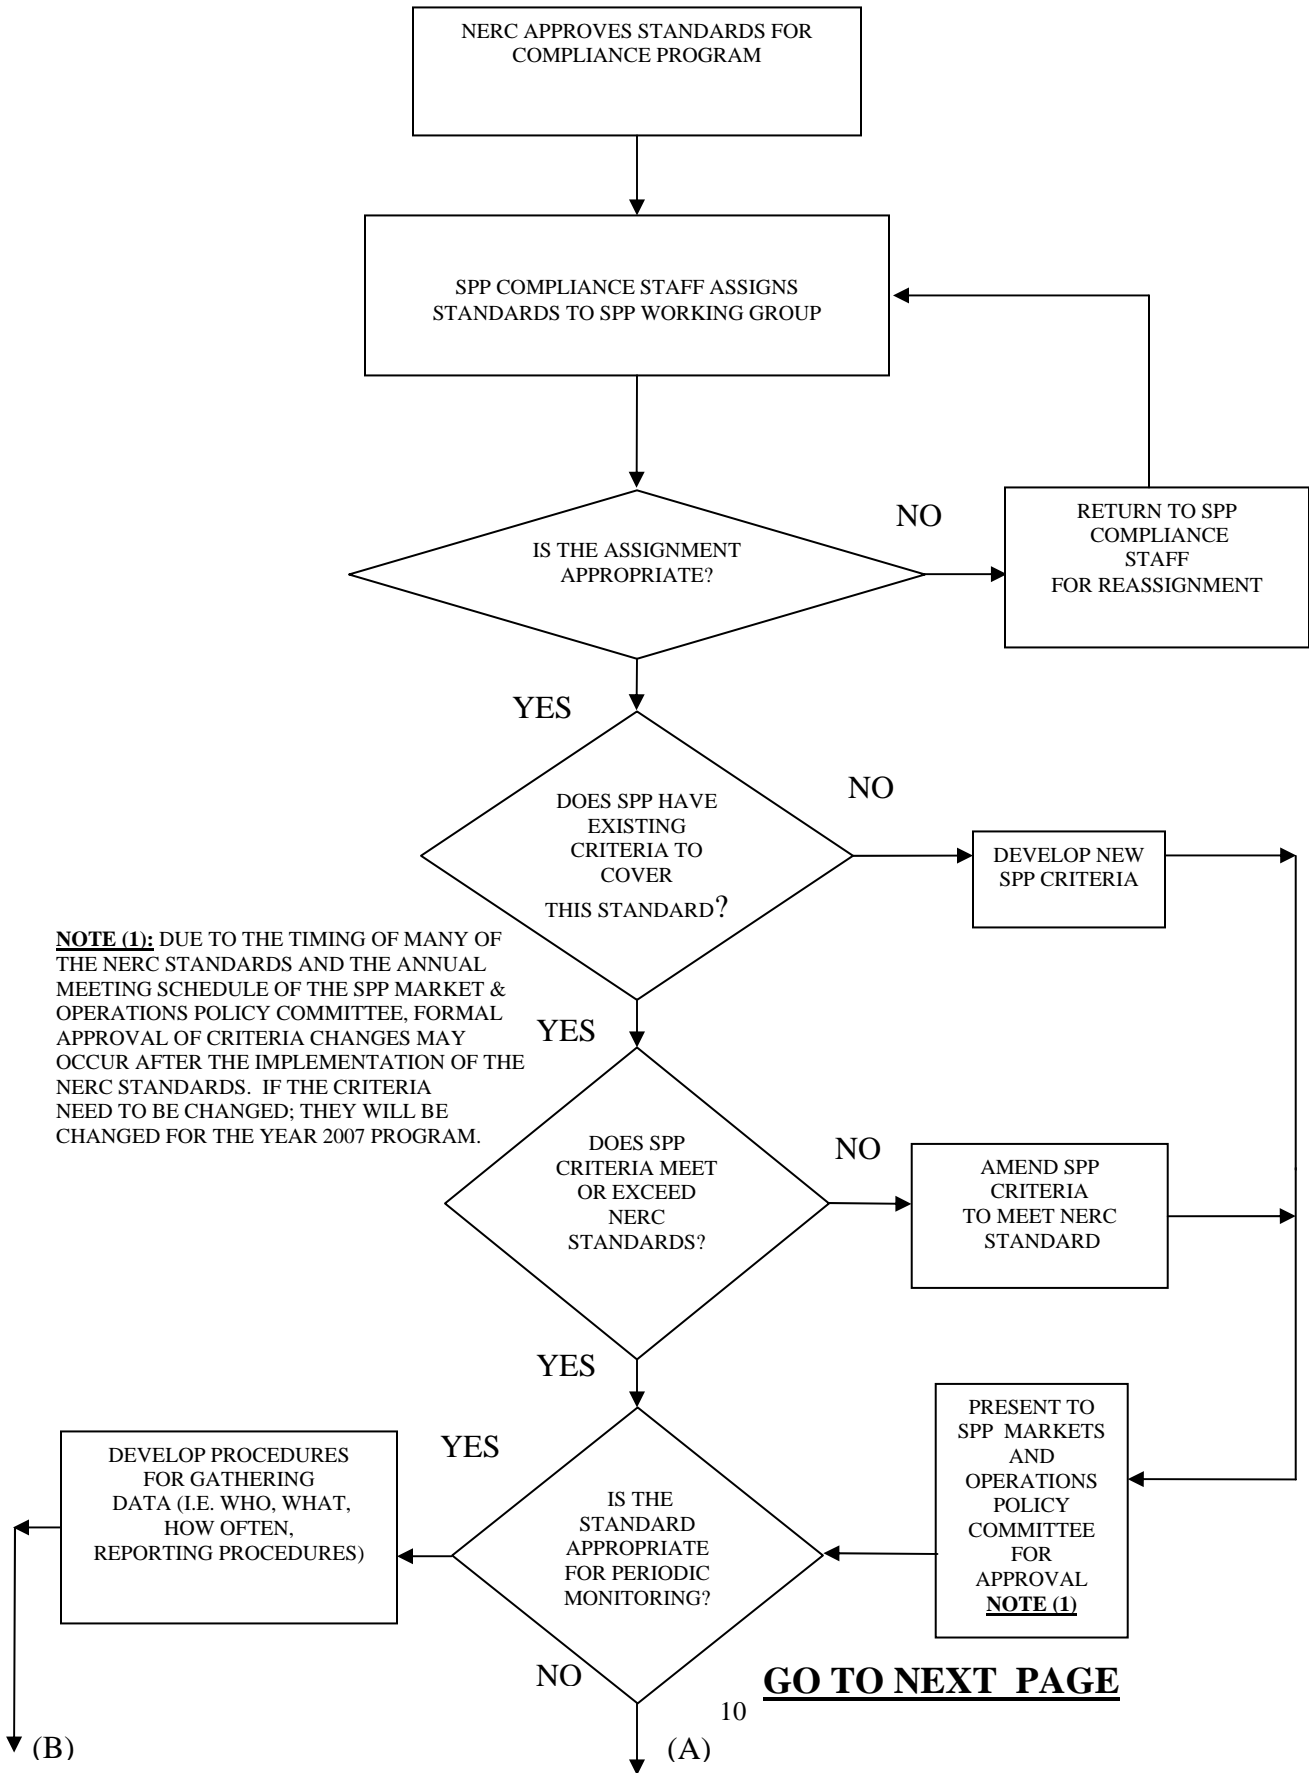 NERC APPROVES STANDARDS FOR
COMPLIANCE PROGRAM
SPP COMPLIANCE STAFF ASSIGNS
STANDARDS TO SPP WORKING GROUP
IS THE ASSIGNMENT
APPROPRIATE?
NO
RETURN TO SPP
COMPLIANCE
STAFF
FOR REASSIGNMENT
YES
DOES SPP HAVE
EXISTING
CRITERIA TO
COVER
THIS STANDARD?
NO
DEVELOP NEW
SPP CRITERIA
NOTE (1): DUE TO THE TIMING OF MANY OF
THE NERC STANDARDS AND THE ANNUAL
MEETING SCHEDULE OF THE SPP MARKET &
OPERATIONS POLICY COMMITTEE, FORMAL
APPROVAL OF CRITERIA CHANGES MAY
OCCUR AFTER THE IMPLEMENTATION OF THE
NERC STANDARDS. IF THE CRITERIA
NEED TO BE CHANGED; THEY WILL BE
CHANGED FOR THE YEAR 2007 PROGRAM.
YES
DOES SPP
CRITERIA MEET
OR EXCEED
NERC
STANDARDS?
NO
AMEND SPP
CRITERIA
TO MEET NERC
STANDARD
YES
PRESENT TO
SPP MARKETS
AND
OPERATIONS
POLICY
COMMITTEE
FOR
APPROVAL
NOTE (1)
IS THE
STANDARD
APPROPRIATE
FOR PERIODIC
MONITORING?
YES
DEVELOP PROCEDURES
FOR GATHERING
DATA (I.E. WHO, WHAT,
HOW OFTEN,
REPORTING PROCEDURES)
NO
GO TO NEXT PAGE
10
(B)
(A)